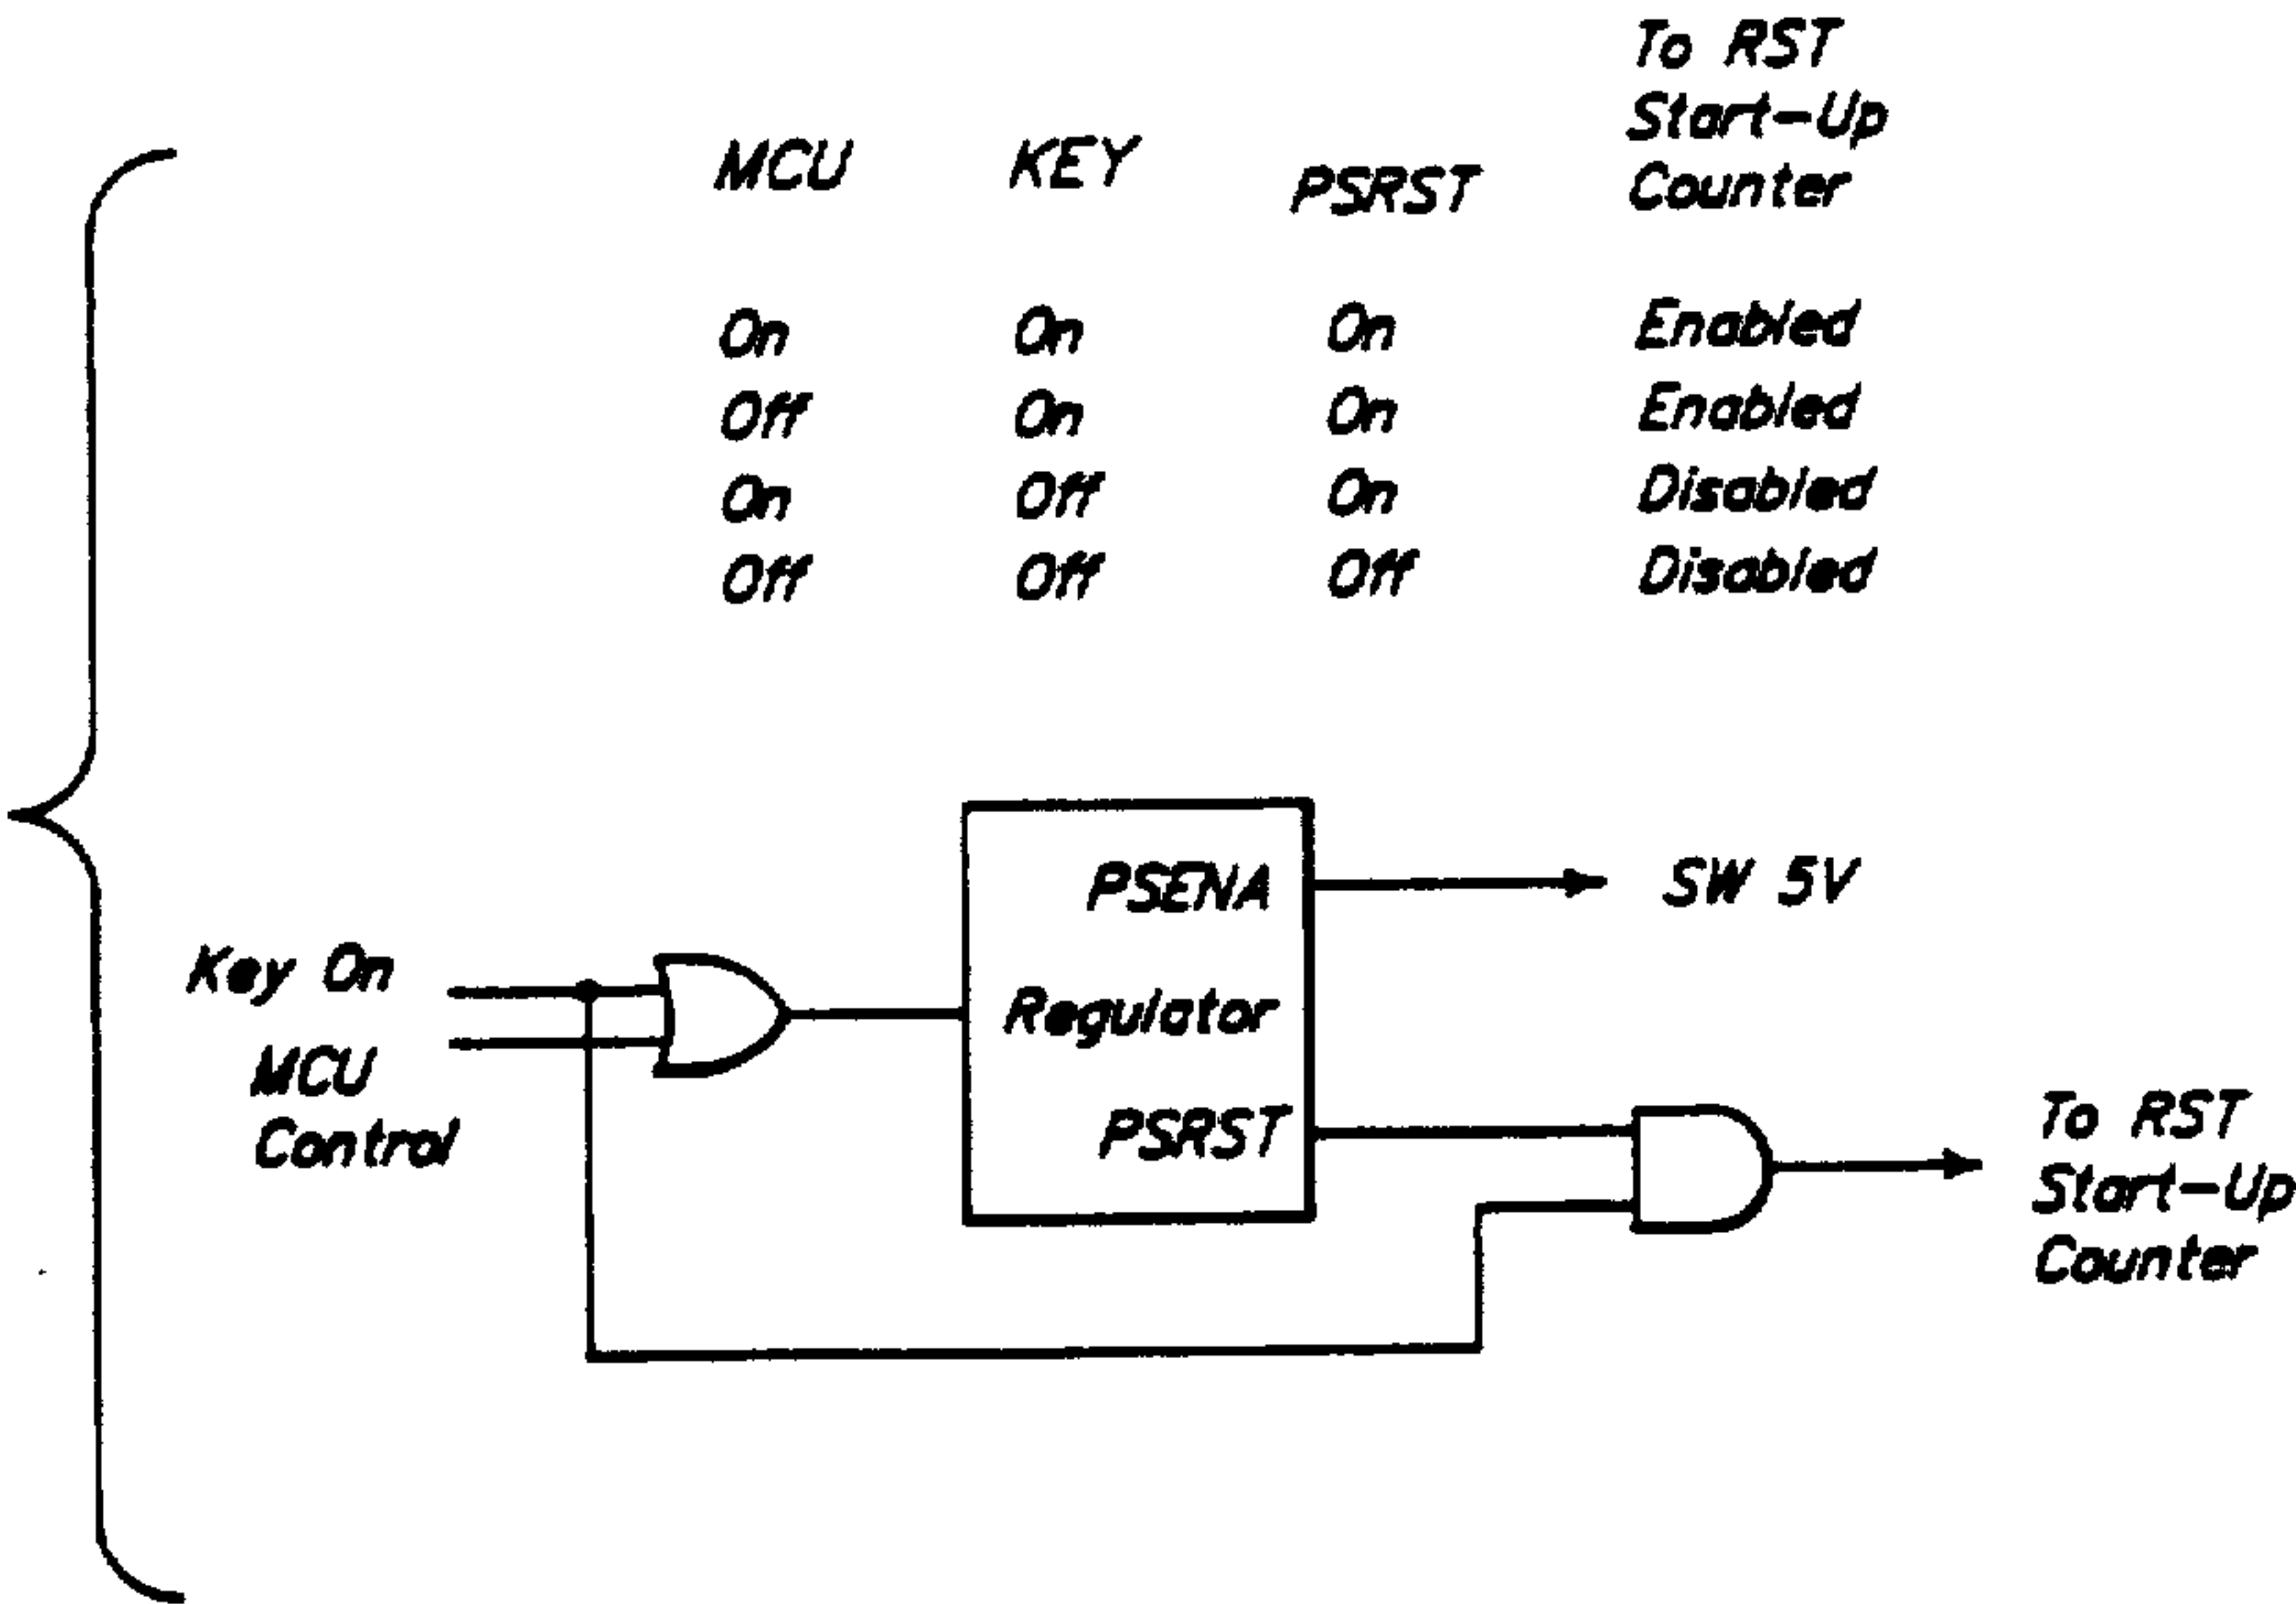 MCU KEY PSRST To RST
Start-Up
Counter
On On On Enabled
Off On On Enabled
On Off On Disabled
Off Off Off Disabled
PSENA
SW 5V
Key On
Regulator
MCU
Control
PSRST
To RST
Start-Up
Counter